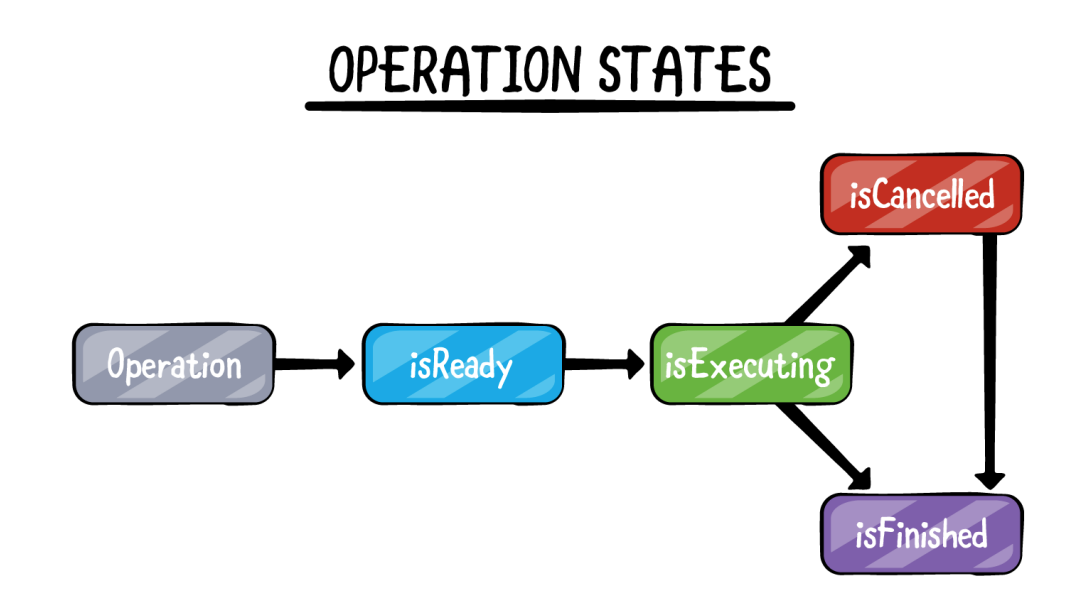 OPERATION STATES
isCancelled
Operation
isReady
isExecuting
isFinished